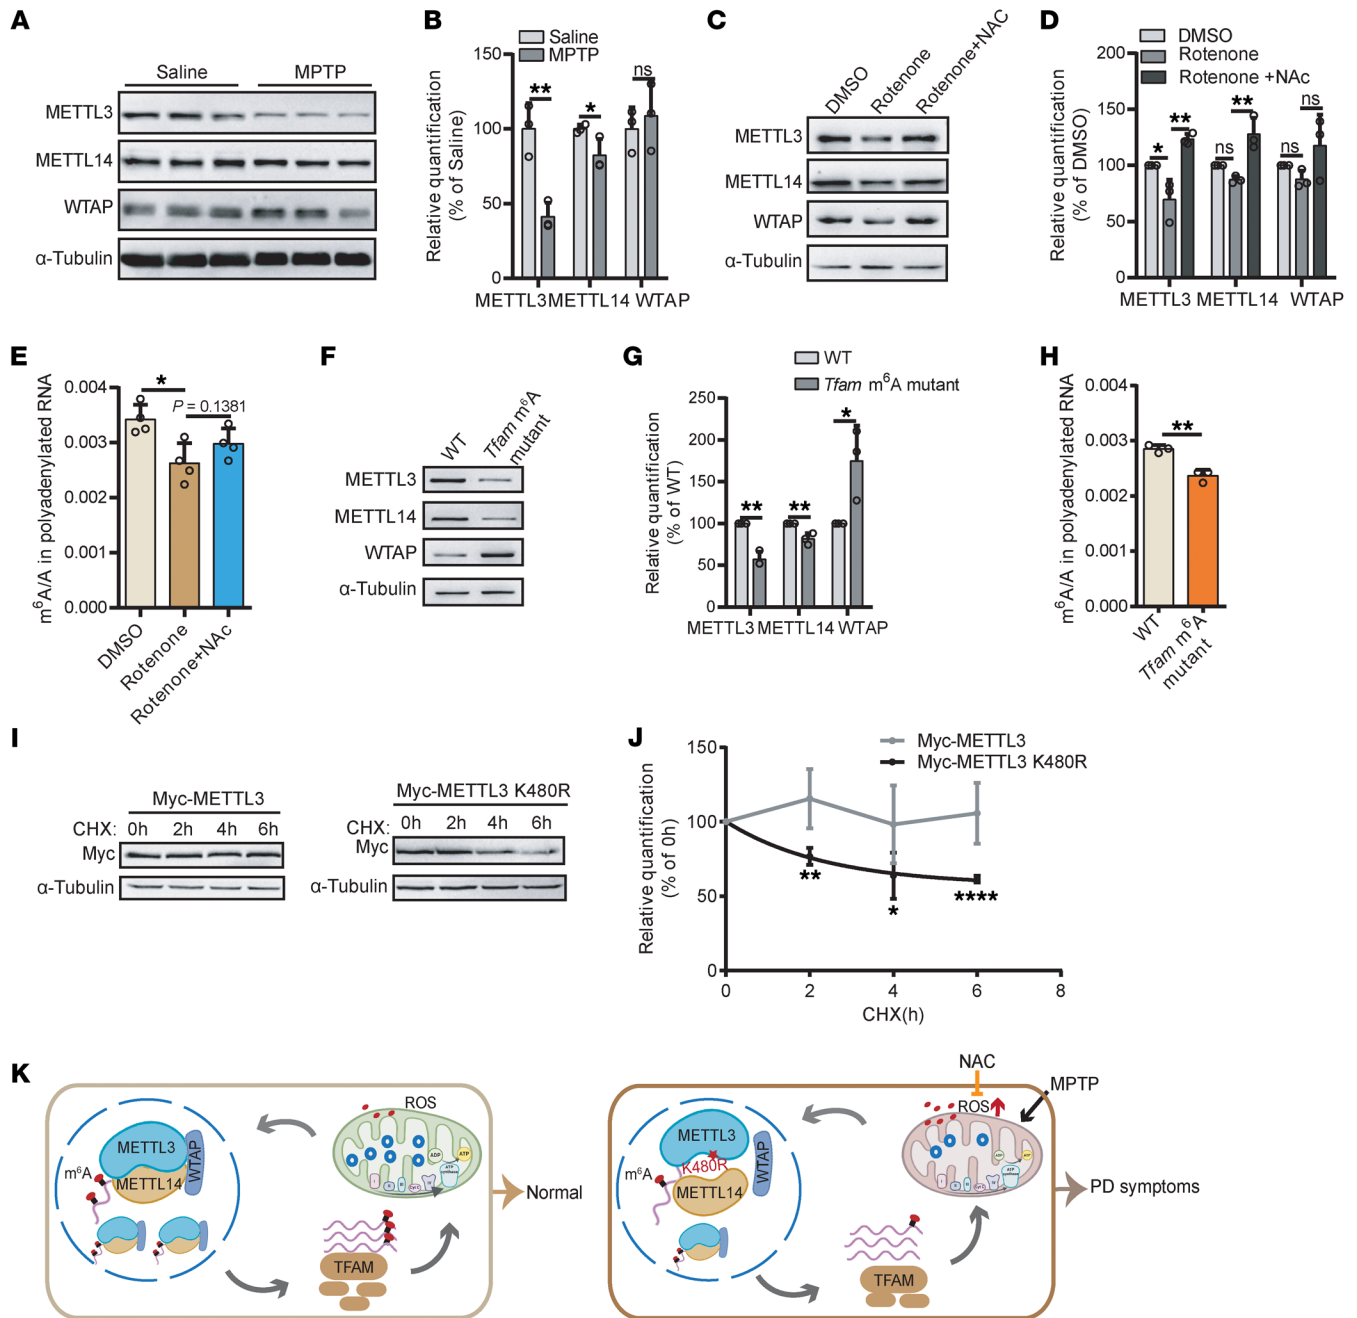 A
Saline MPTP
METTL3
METTL14
WTAP
α-Tubulin
B
Saline
MPTP
Relative quantification
(% of Saline)
150
100
50
0
**
*
ns
METTL3 METTL14 WTAP
C
DMSO
Rotenone
Rotenone+NAC
METTL3
METTL14
WTAP
α-Tubulin
D
DMSO
Rotenone
Rotenone +NAc
Relative quantification
(% of DMSO)
200
150
100
50
0
* **
ns **
ns ns
METTL3 METTL14 WTAP
E
m⁶A/A in polyadenylated RNA
0.004
0.003
0.002
0.001
0.000
*
P = 0.1381
DMSO
Rotenone
Rotenone+NAc
F
WT
Tfam m⁶A
mutant
METTL3
METTL14
WTAP
α-Tubulin
G
WT
Tfam m⁶A mutant
Relative quantification
(% of WT)
250
200
150
100
50
0
**
**
*
METTL3 METTL14 WTAP
H
m⁶A/A in polyadenylated RNA
0.004
0.003
0.002
0.001
0.000
**
WT
Tfam m⁶A
mutant
I
Myc-METTL3
CHX: 0h 2h 4h 6h
Myc
α-Tubulin
Myc-METTL3 K480R
CHX: 0h 2h 4h 6h
Myc
α-Tubulin
J
Myc-METTL3
Myc-METTL3 K480R
Relative quantification
(% of 0h)
150
100
50
0
**
*
****
0 2 4 6 8
CHX(h)
K
METTL3
METTL14
WTAP
m⁶A
ROS
ADP
ATP
ATP
synthase
TFAM
Normal
NAC
MPTP
ROS
METTL3
K480R
METTL14
WTAP
m⁶A
TFAM
PD symptoms